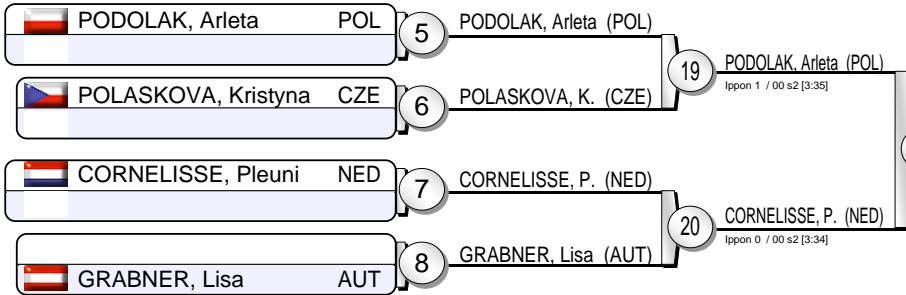 PODOLAK, Arleta POL
5
PODOLAK, Arleta (POL)
19
PODOLAK, Arleta (POL)
Ippon 1 / 00 s2 [3:35]
POLASKOVA, Kristyna CZE
6
POLASKOVA, K. (CZE)
CORNELISSE, Pleuni NED
7
CORNELISSE, P. (NED)
20
CORNELISSE, P. (NED)
Ippon 0 / 00 s2 [3:34]
8
GRABNER, Lisa (AUT)
GRABNER, Lisa AUT